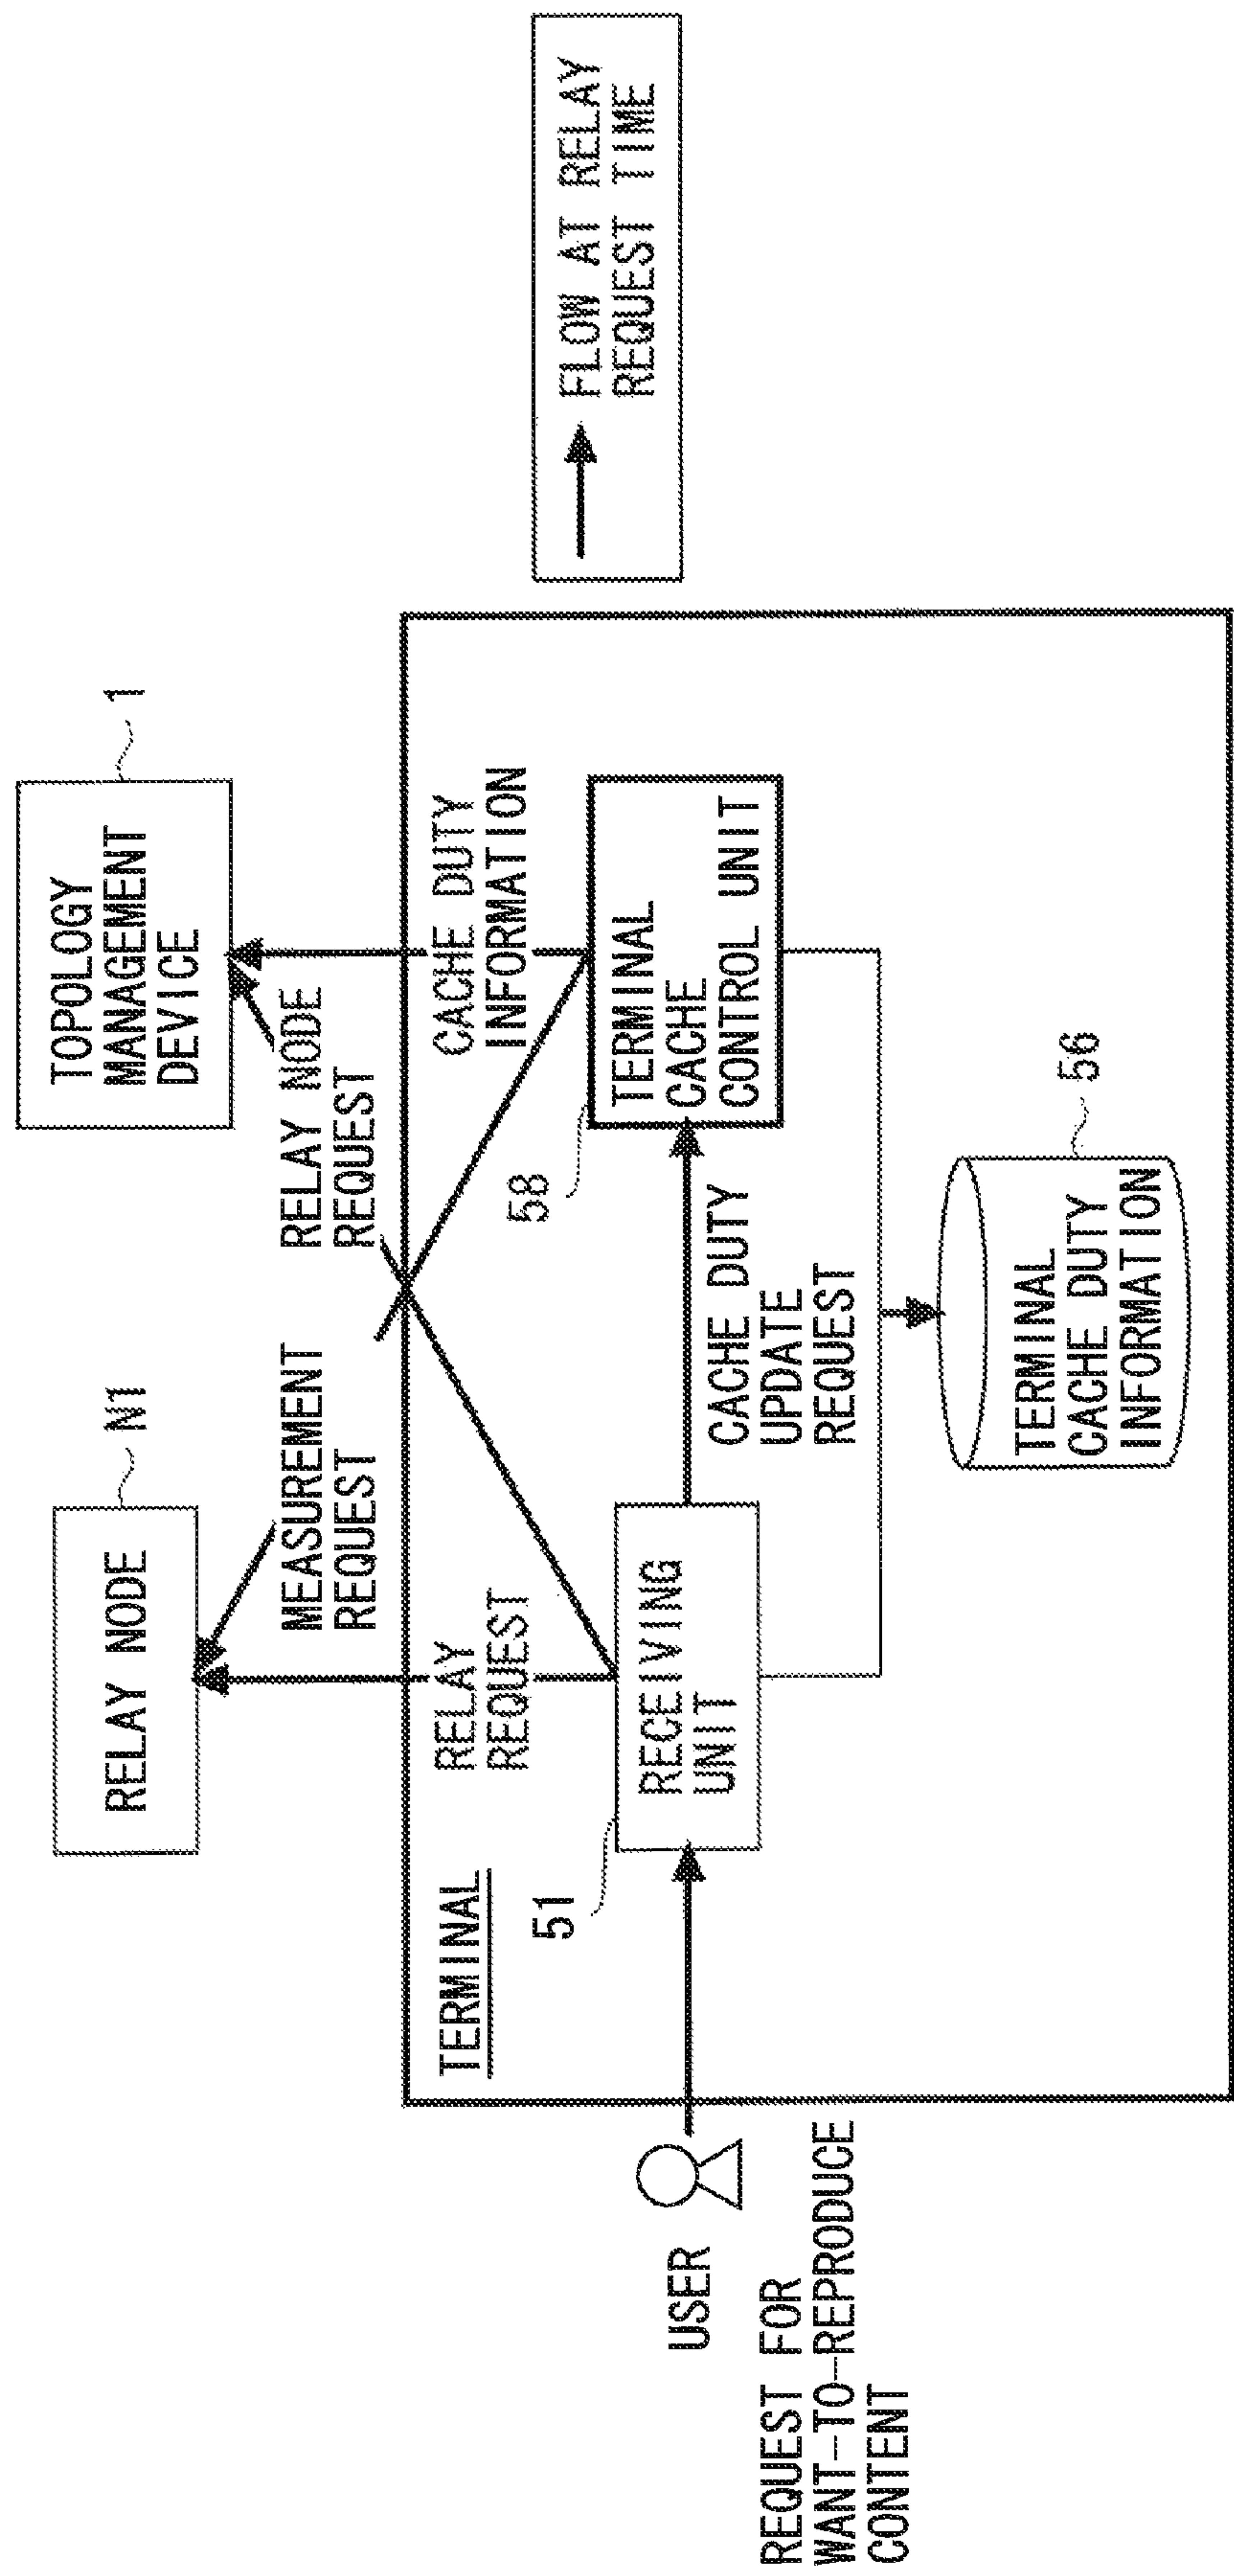 RELAY NODE
N1
TOPOLOGY
MANAGEMENT
DEVICE
1
MEASUREMENT
REQUEST
RELAY NODE
REQUEST
TERMINAL
RELAY
REQUEST
CACHE DUTY
INFORMATION
51
RECEIVING
UNIT
58
TERMINAL
CACHE
CONTROL UNIT
CACHE DUTY
UPDATE
REQUEST
USER
REQUEST FOR
WANT-TO-REPRODUCE
CONTENT
56
TERMINAL
CACHE DUTY
INFORMATION
FLOW AT RELAY
REQUEST TIME